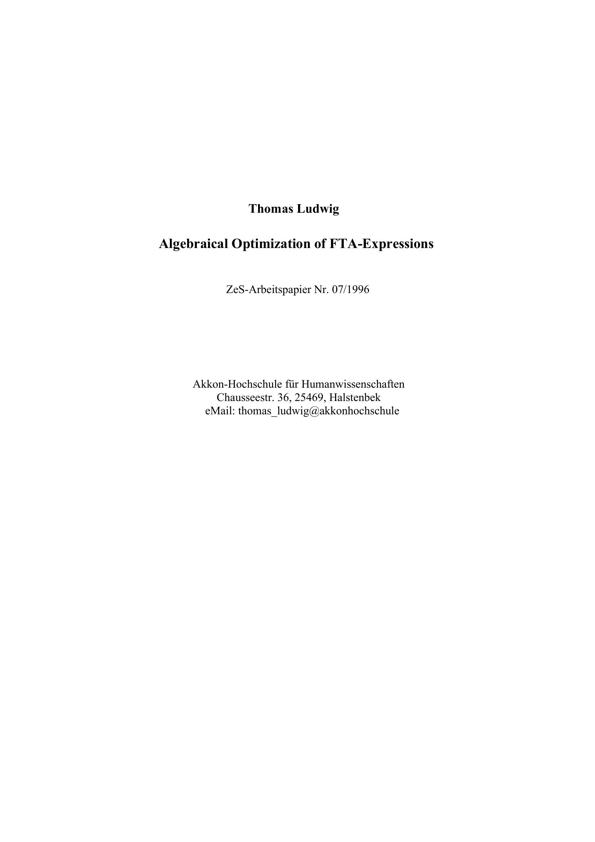 Thomas Ludwig
Algebraical Optimization of FTA-Expressions
ZeS-Arbeitspapier Nr. 07/1996
Akkon-Hochschule für Humanwissenschaften
Chausseestr. 36, 25469, Halstenbek
eMail: thomas_ludwig@akkonhochschule